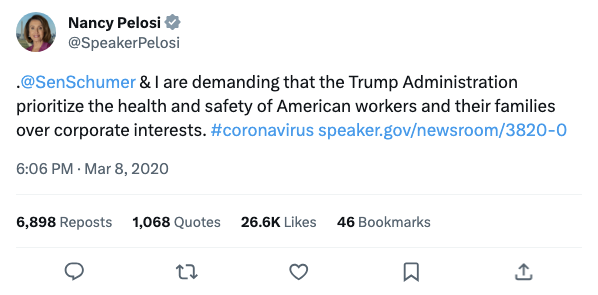 Nancy Pelosi
@SpeakerPelosi
.@SenSchumer & I are demanding that the Trump Administration
prioritize the health and safety of American workers and their families
over corporate interests. #coronavirus speaker.gov/newsroom/3820-0
6:06 PM · Mar 8, 2020
6,898 Reposts 1,068 Quotes 26.6K Likes 46 Bookmarks